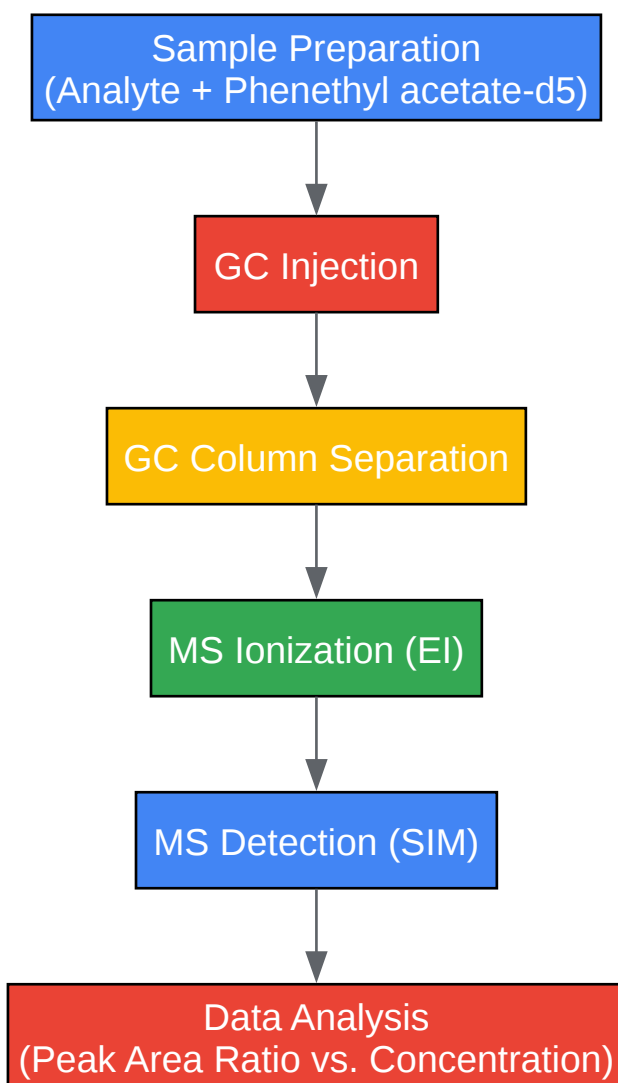 Sample Preparation
(Analyte + Phenethyl acetate-d5)
GC Injection
GC Column Separation
MS Ionization (EI)
MS Detection (SIM)
Data Analysis
(Peak Area Ratio vs. Concentration)